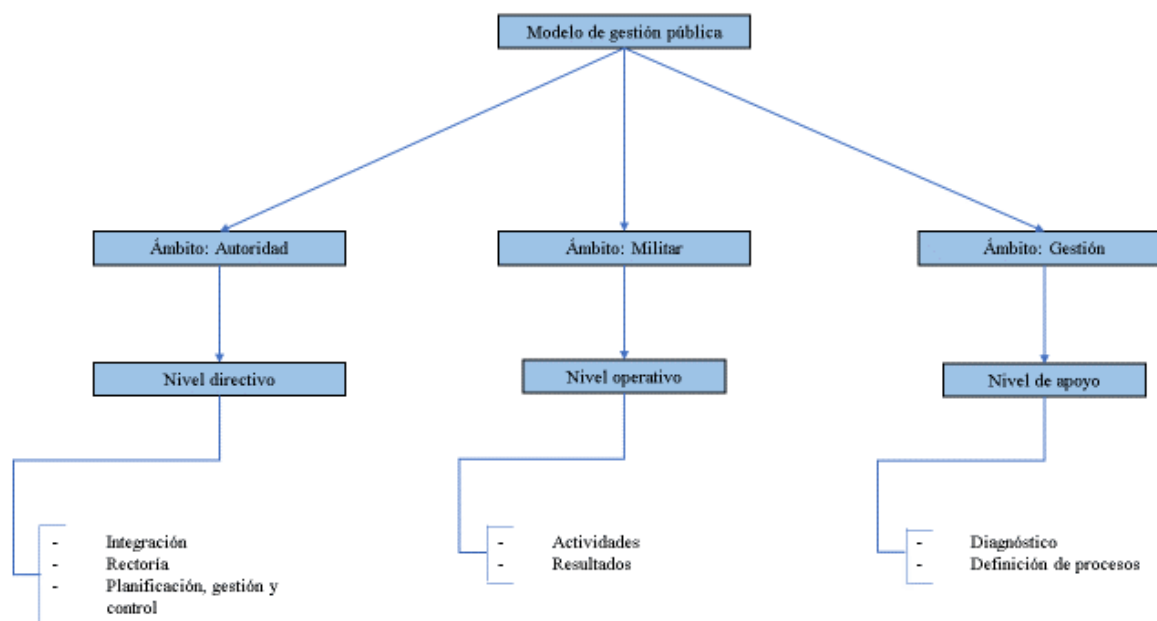 Modelo de gestión pública
Ámbito: Autoridad
Ámbito: Militar
Ámbito: Gestión
Nivel directivo
Nivel operativo
Nivel de apoyo
- Integración
- Rectoría
- Planificación, gestión y
control
- Actividades
- Resultados
- Diagnóstico
- Definición de procesos